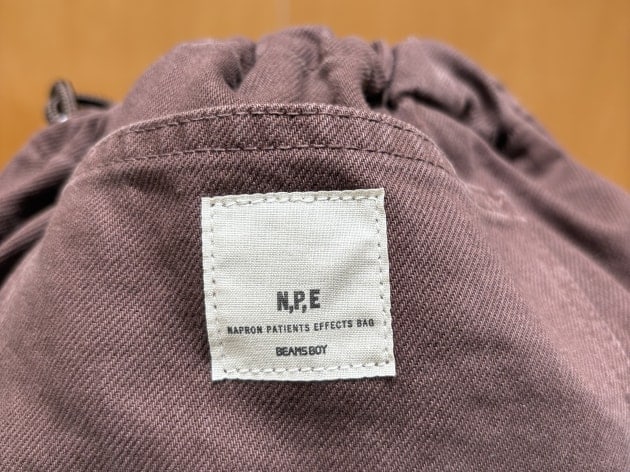 N,P,E
NAPRON PATIENTS EFFECTS BAG
BEAMS BOY